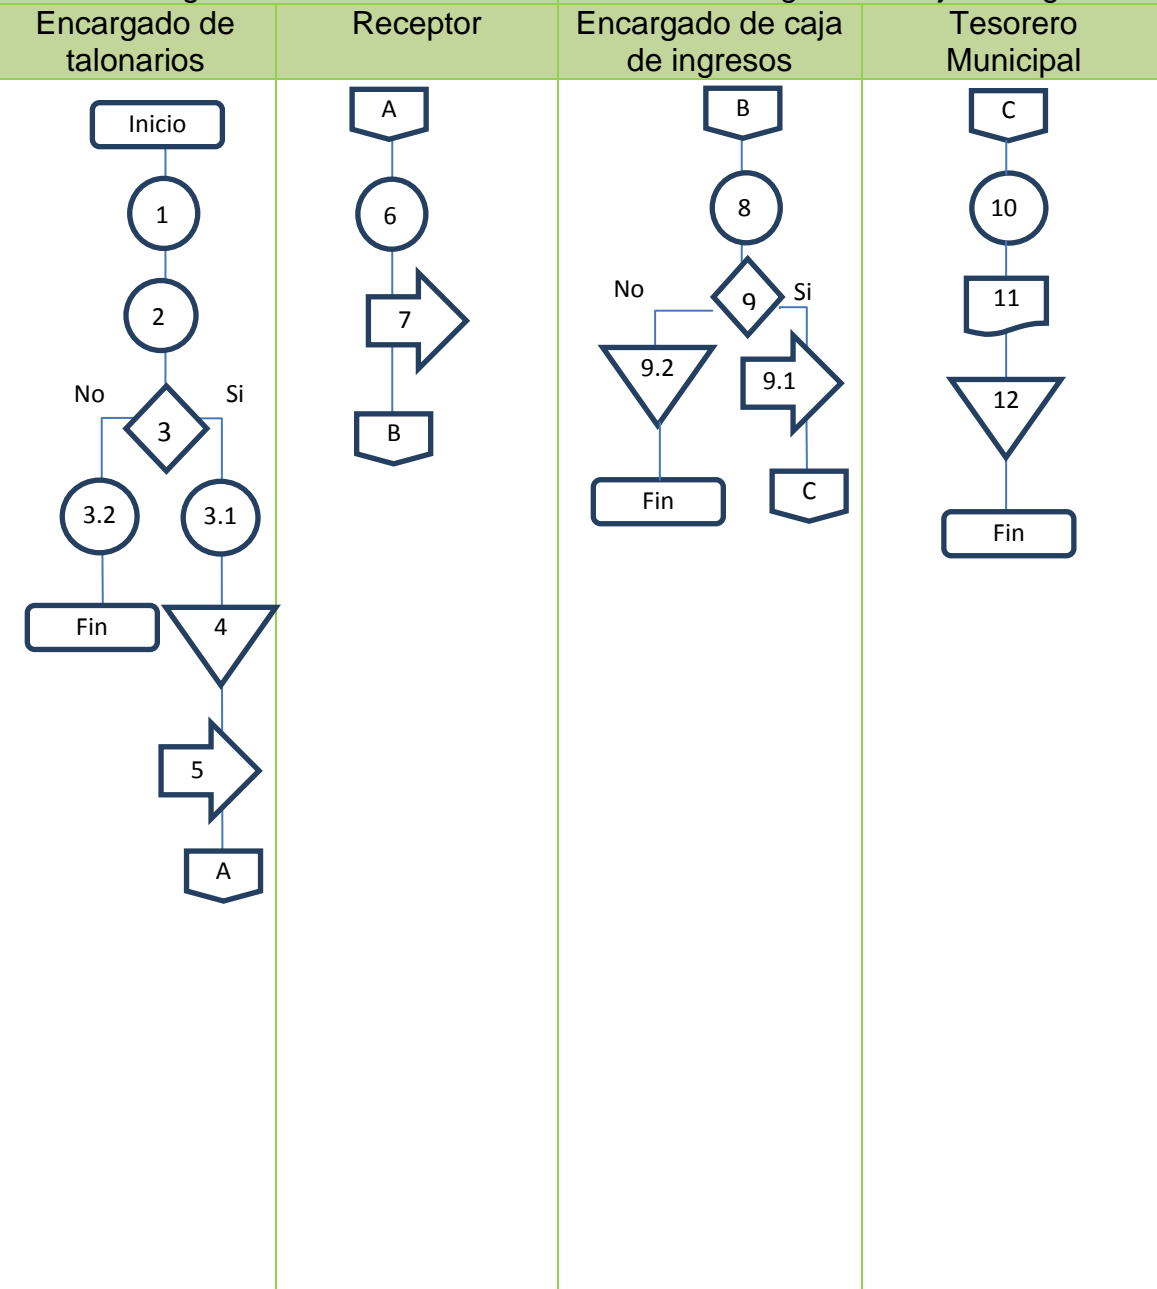 Encargado de
talonarios
Receptor
Encargado de caja
de ingresos
Tesorero
Municipal
Inicio
1
2
No
3
Si
3.2
3.1
Fin
4
5
A
A
6
7
B
B
8
No
9
Si
9.2
9.1
Fin
C
C
10
11
12
Fin